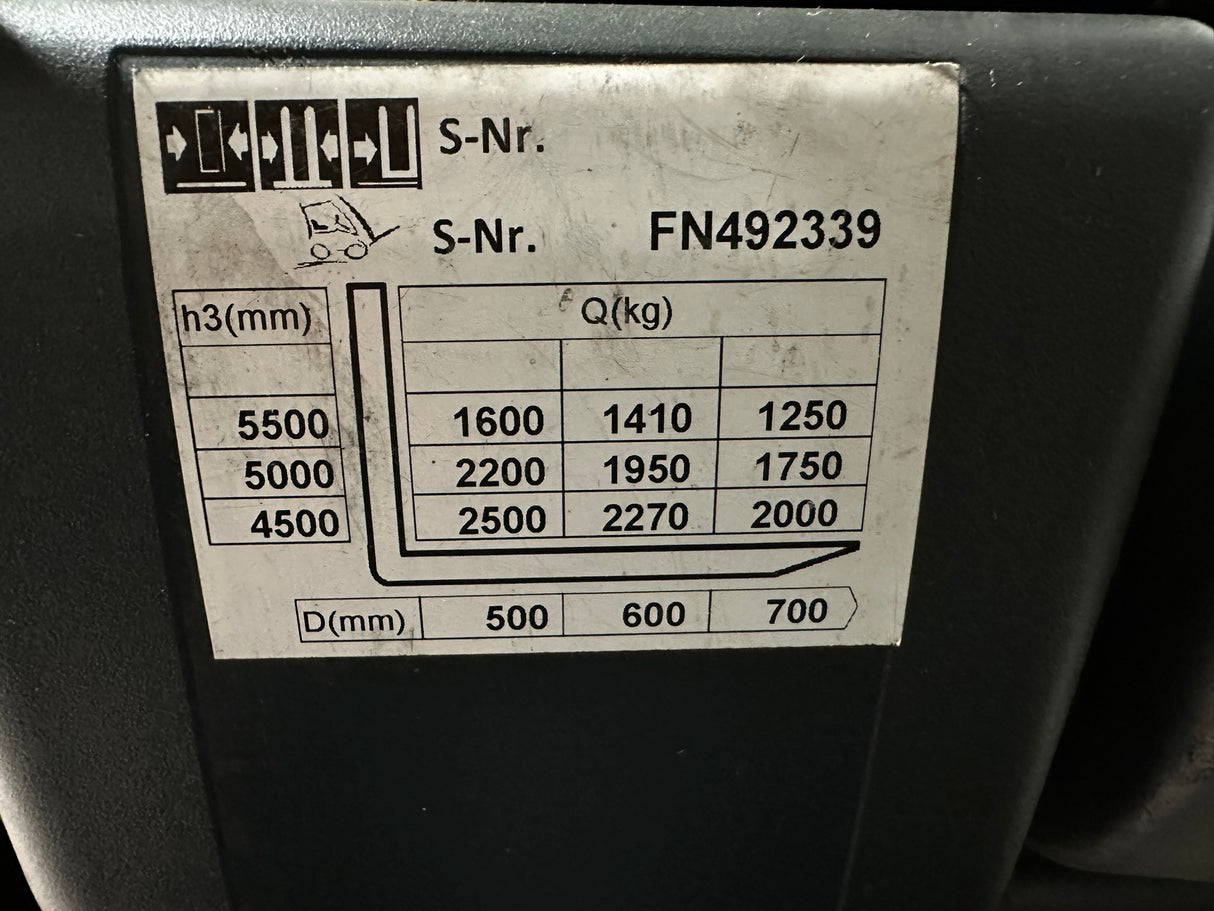 S-Nr.
S-Nr. FN492339
h3(mm) Q(kg)
5500 1600 1410 1250
5000 2200 1950 1750
4500 2500 2270 2000
D(mm) 500 600 700